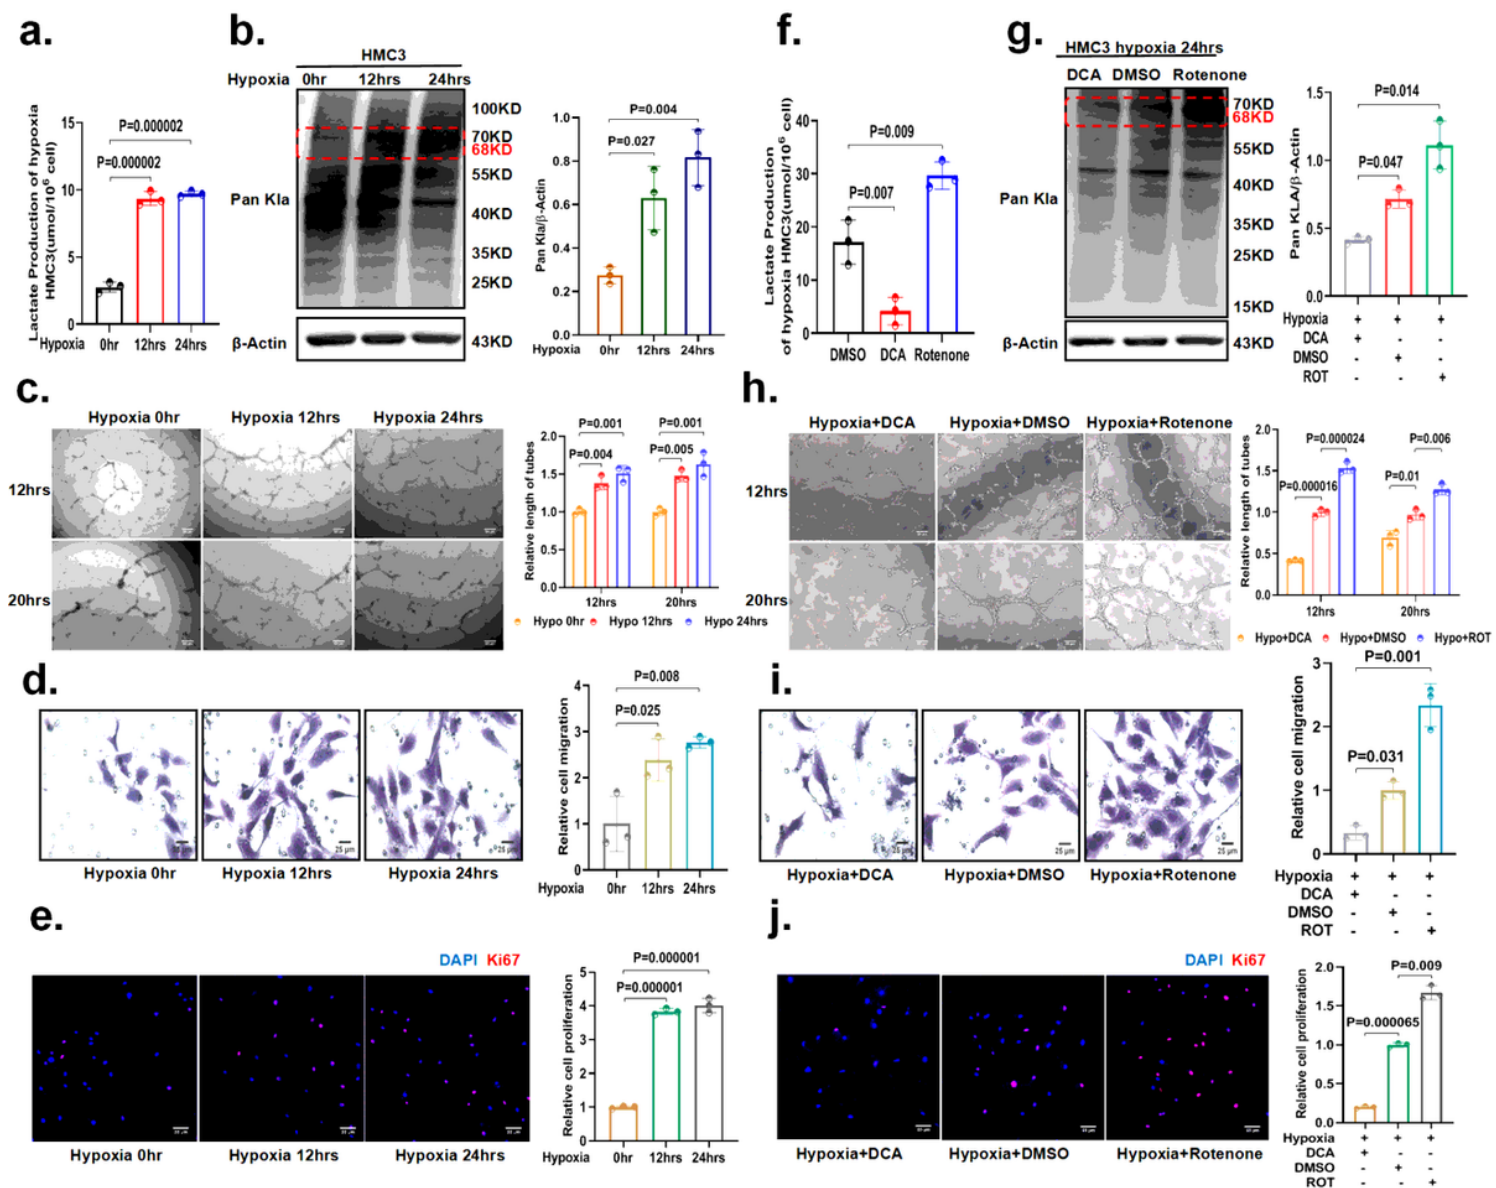 a.
Lactate Production of hypoxia
HMC3(umol/10⁶ cell)
15
10
5
0
P=0.000002
P=0.000002
Hypoxia 0hr 12hrs 24hrs
b.
HMC3
Hypoxia 0hr 12hrs 24hrs
Pan Kla
100KD
70KD
68KD
55KD
40KD
35KD
25KD
β-Actin
43KD
Pan Kla/β-Actin
1.0
0.8
0.6
0.4
0.2
0.0
P=0.004
P=0.027
Hypoxia 0hr 12hrs 24hrs
c.
Hypoxia 0hr Hypoxia 12hrs Hypoxia 24hrs
12hrs
20hrs
Relative length of tubes
2.0
1.5
1.0
0.5
0.0
P=0.001
P=0.004
P=0.001
P=0.005
12hrs 20hrs
Hypo 0hr Hypo 12hrs Hypo 24hrs
d.
25 μm
25 μm
25 μm
Hypoxia 0hr Hypoxia 12hrs Hypoxia 24hrs
Relative cell migration
4
3
2
1
0
P=0.008
P=0.025
Hypoxia 0hr 12hrs 24hrs
e.
DAPI Ki67
Hypoxia 0hr Hypoxia 12hrs Hypoxia 24hrs
Relative cell proliferation
5
4
3
2
1
0
P=0.000001
P=0.000001
Hypoxia 0hr 12hrs 24hrs
f.
Lactate Production
of hypoxia HMC3(umol/10⁶ cell)
40
30
20
10
0
P=0.009
P=0.007
DMSO DCA Rotenone
g.
HMC3 hypoxia 24hrs
DCA DMSO Rotenone
Pan Kla
70KD
68KD
55KD
40KD
35KD
25KD
15KD
β-Actin
43KD
Pan KLA/β-Actin
1.5
1.0
0.5
0.0
P=0.014
P=0.047
Hypoxia + + +
DCA + - -
DMSO - + -
ROT - - +
h.
Hypoxia+DCA Hypoxia+DMSO Hypoxia+Rotenone
12hrs
20hrs
Relative length of tubes
2.0
1.5
1.0
0.5
0.0
P=0.000024
P=0.000016
P=0.006
P=0.01
12hrs 20hrs
Hypo+DCA Hypo+DMSO Hypo+ROT
i.
25 μm
25 μm
25 μm
Hypoxia+DCA Hypoxia+DMSO Hypoxia+Rotenone
Relative cell migration
3
2
1
0
P=0.001
P=0.031
Hypoxia + + +
DCA + - -
DMSO - + -
ROT - - +
j.
DAPI Ki67
Hypoxia+DCA Hypoxia+DMSO Hypoxia+Rotenone
Relative cell proliferation
2.0
1.5
1.0
0.5
0.0
P=0.009
P=0.000065
Hypoxia + + +
DCA + - -
DMSO - + -
ROT - - +